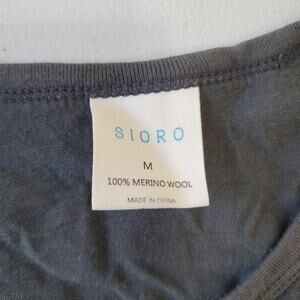 SIORO
M
100% MERINO WOOL
MADE IN CHINA